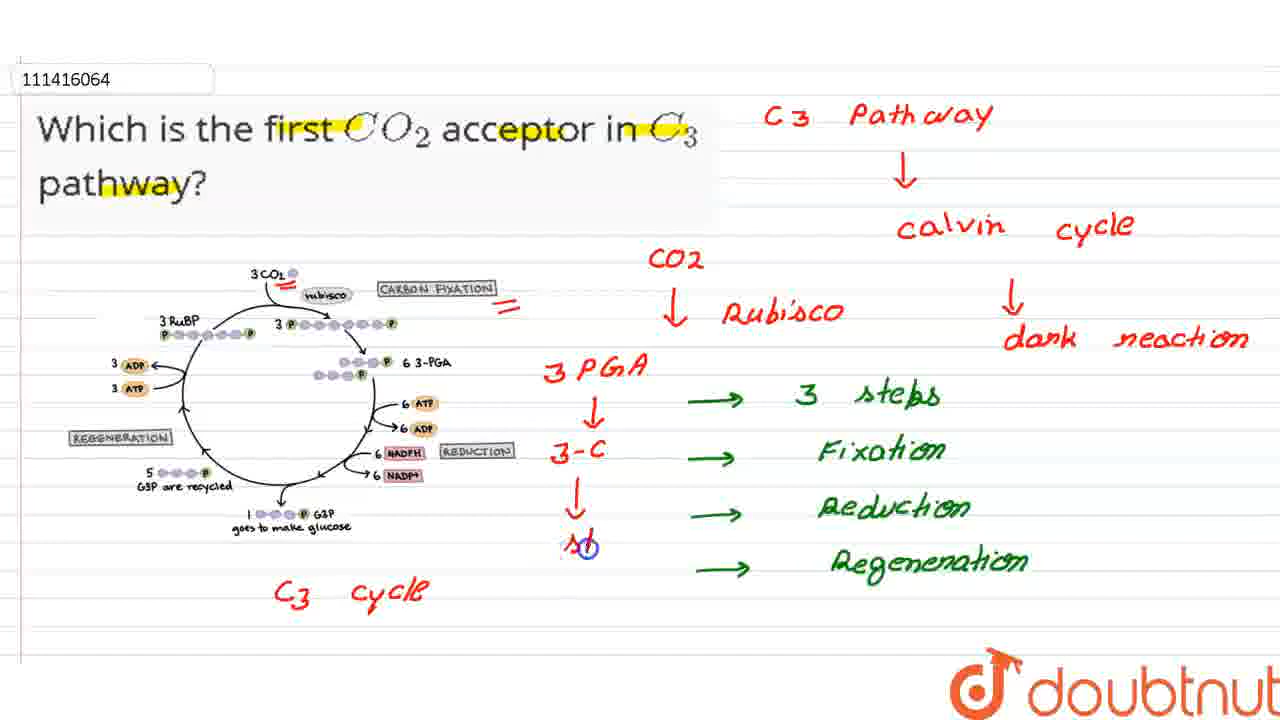 111416064
Which is the first CO₂ acceptor in C₃
pathway?
C3 Pathway
↓
calvin cycle
↓
dark reaction
CO2
↓ Rubisco
3 PGA
↓
3-C
↓
st
→ 3 steps
→ Fixation
→ Reduction
→ Regeneration
3 CO₂
rubisco
CARBON FIXATION
3 RuBP
P P
3 P P
P 6 3-PGA
P
3 ADP
3 ATP
6 ATP
6 ADP
REGENERATION
6 NADPH
REDUCTION
6 NADP+
5 P
G3P are recycled
1 P G3P
goes to make glucose
C3 cycle
doubtnut